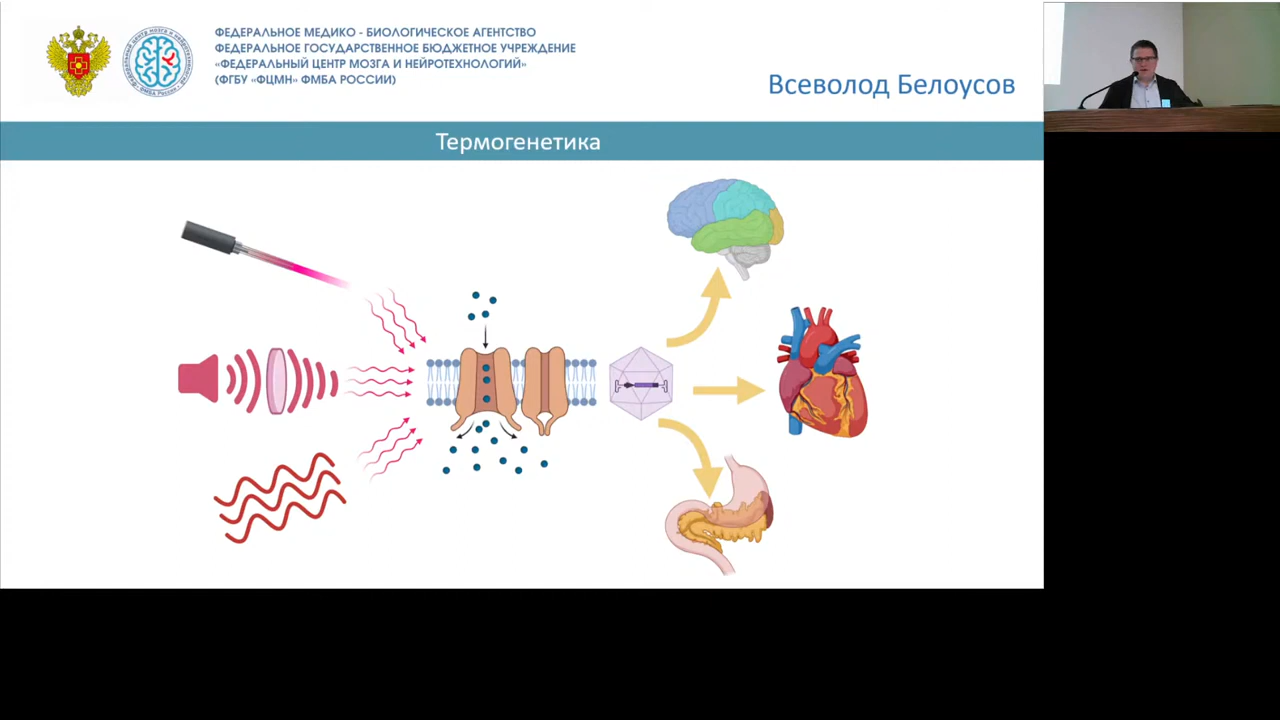 ФЕДЕРАЛЬНОЕ МЕДИКО - БИОЛОГИЧЕСКОЕ АГЕНТСТВО
ФЕДЕРАЛЬНОЕ ГОСУДАРСТВЕННОЕ БЮДЖЕТНОЕ УЧРЕЖДЕНИЕ
«ФЕДЕРАЛЬНЫЙ ЦЕНТР МОЗГА И НЕЙРОТЕХНОЛОГИЙ»
(ФГБУ «ФЦМН» ФМБА РОССИИ)
Всеволод Белоусов
Термогенетика